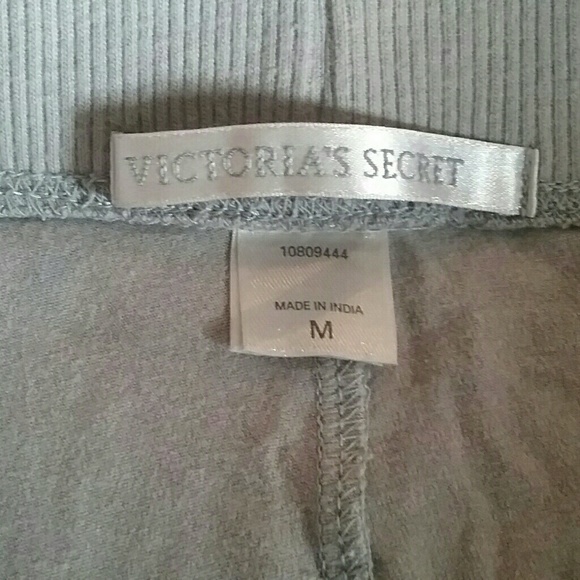 VICTORIA'S SECRET
10809444
MADE IN INDIA
M